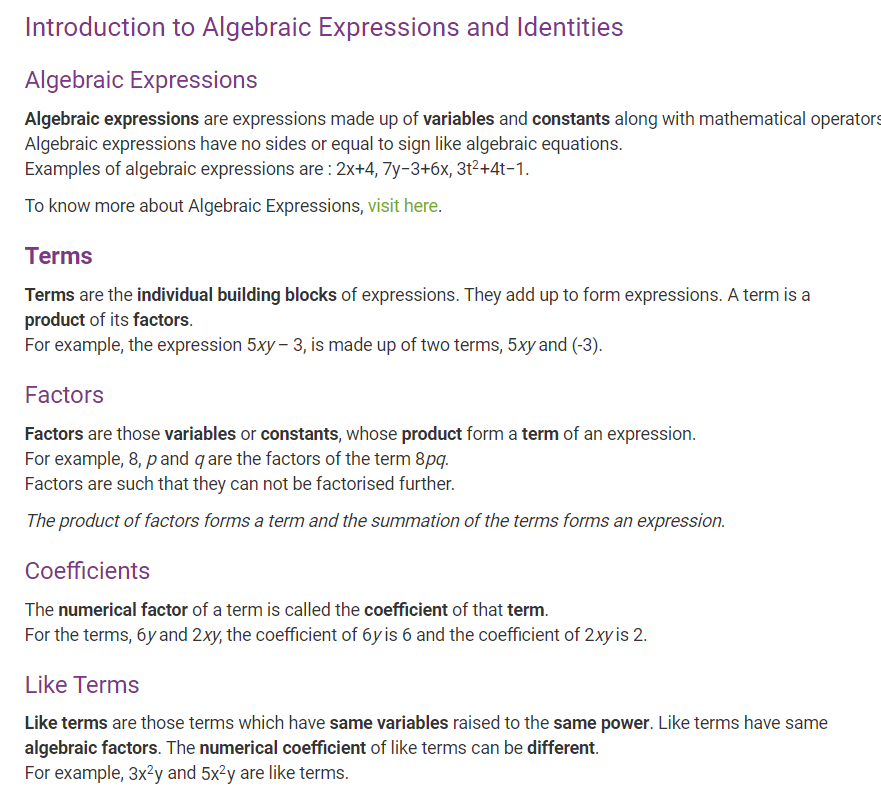 Introduction to Algebraic Expressions and Identities
Algebraic Expressions
Algebraic expressions are expressions made up of variables and constants along with mathematical operators
Algebraic expressions have no sides or equal to sign like algebraic equations.
Examples of algebraic expressions are : 2x+4, 7y−3+6x, 3t²+4t−1.
To know more about Algebraic Expressions, visit here.
Terms
Terms are the individual building blocks of expressions. They add up to form expressions. A term is a
product of its factors.
For example, the expression 5xy – 3, is made up of two terms, 5xy and (-3).
Factors
Factors are those variables or constants, whose product form a term of an expression.
For example, 8, p and q are the factors of the term 8pq.
Factors are such that they can not be factorised further.
The product of factors forms a term and the summation of the terms forms an expression.
Coefficients
The numerical factor of a term is called the coefficient of that term.
For the terms, 6y and 2xy, the coefficient of 6y is 6 and the coefficient of 2xy is 2.
Like Terms
Like terms are those terms which have same variables raised to the same power. Like terms have same
algebraic factors. The numerical coefficient of like terms can be different.
For example, 3x²y and 5x²y are like terms.